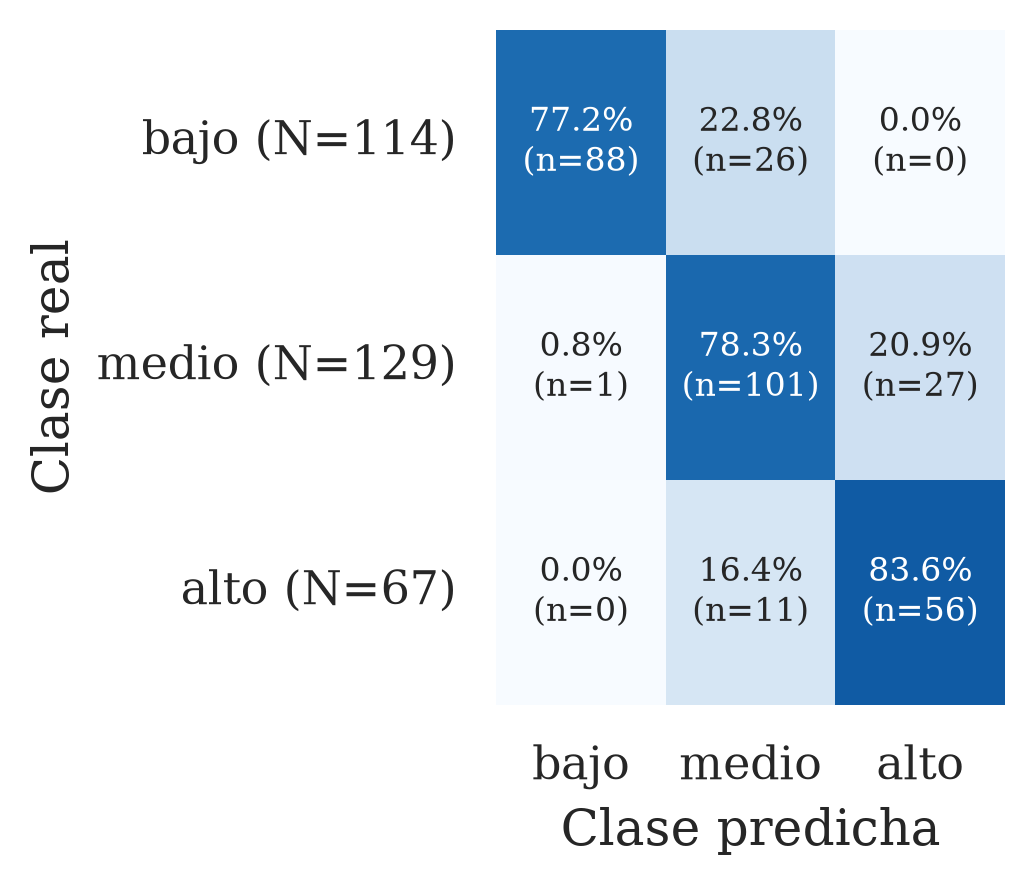 bajo (N=114)
77.2%
(n=88)
22.8%
(n=26)
0.0%
(n=0)
Clase real
medio (N=129)
0.8%
(n=1)
78.3%
(n=101)
20.9%
(n=27)
alto (N=67)
0.0%
(n=0)
16.4%
(n=11)
83.6%
(n=56)
bajo
medio
alto
Clase predicha